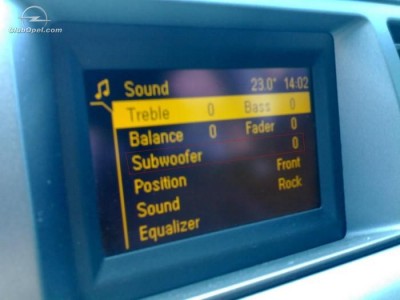 ClubOpel.com
Sound 23.0° 14:02
Treble 0 Bass 0
Balance 0 Fader 0
Subwoofer 0
Position Front
Sound Rock
Equalizer